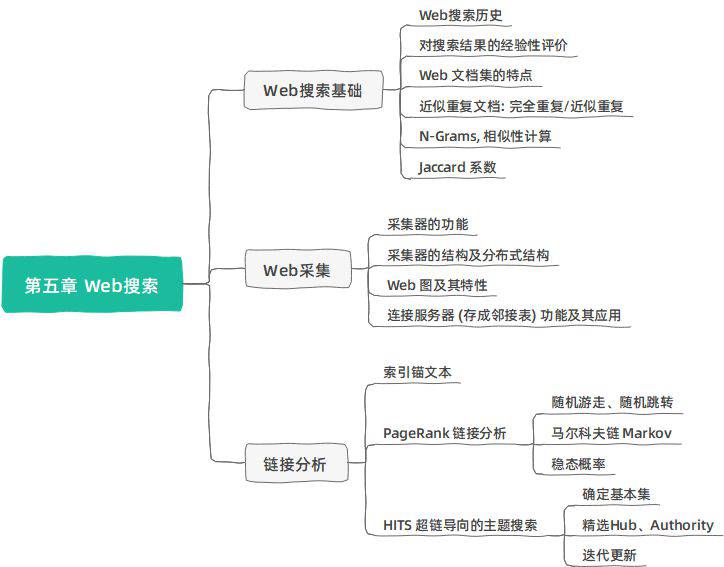 第五章 Web搜索
Web搜索基础
Web搜索历史
对搜索结果的经验性评价
Web 文档集的特点
近似重复文档: 完全重复/近似重复
N-Grams, 相似性计算
Jaccard 系数
Web采集
采集器的功能
采集器的结构及分布式结构
Web 图及其特性
连接服务器 (存成邻接表) 功能及其应用
链接分析
索引锚文本
PageRank 链接分析
随机游走、随机跳转
马尔科夫链 Markov
稳态概率
HITS 超链导向的主题搜索
确定基本集
精选Hub、Authority
迭代更新